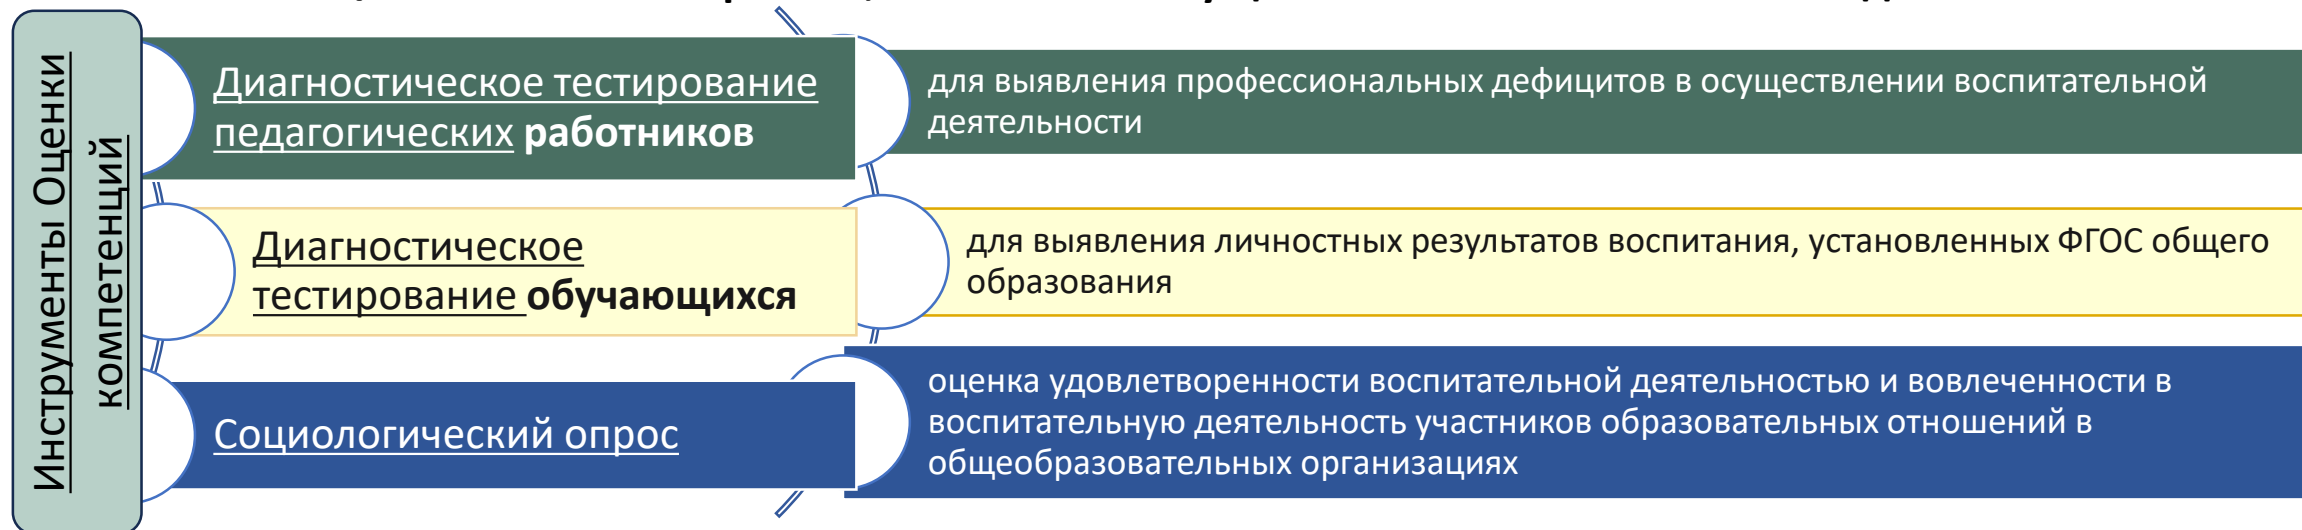 Инструменты Оценки
компетенций
Диагностическое тестирование
педагогических работников
для выявления профессиональных дефицитов в осуществлении воспитательной
деятельности
Диагностическое
тестирование обучающихся
для выявления личностных результатов воспитания, установленных ФГОС общего
образования
Социологический опрос
оценка удовлетворенности воспитательной деятельностью и вовлеченности в
воспитательную деятельность участников образовательных отношений в
общеобразовательных организациях